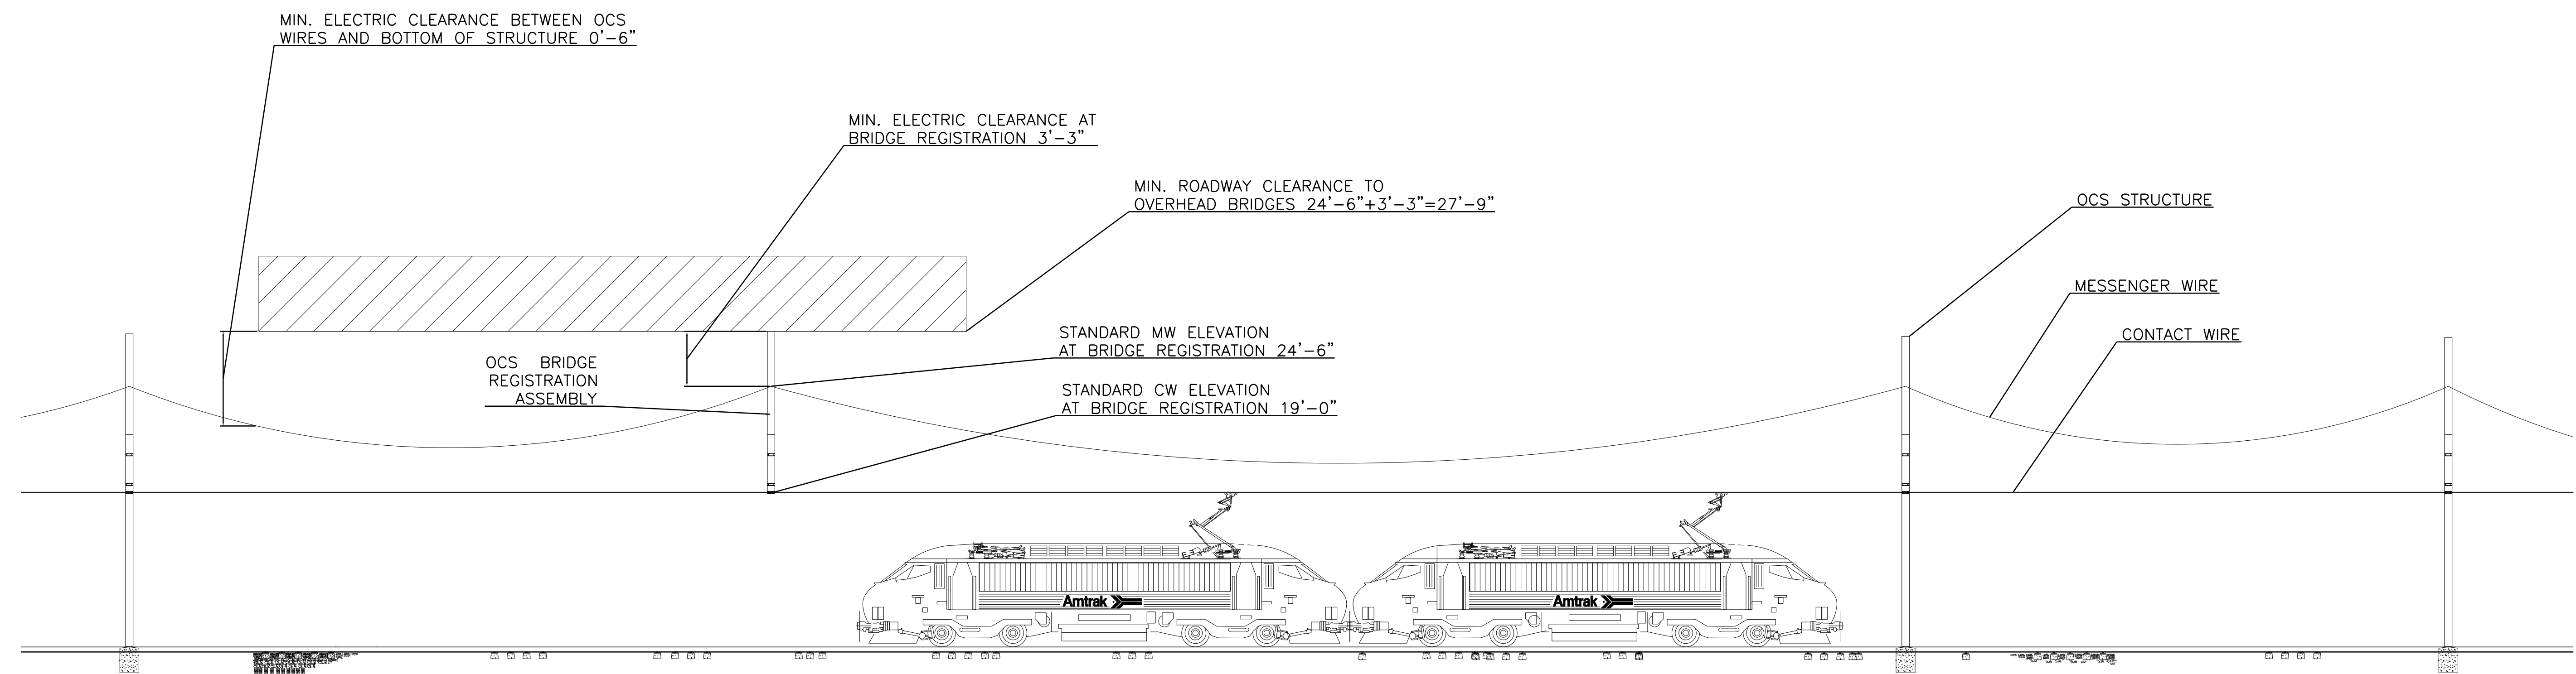 MIN. ELECTRIC CLEARANCE BETWEEN OCS
WIRES AND BOTTOM OF STRUCTURE 0'-6"
MIN. ELECTRIC CLEARANCE AT
BRIDGE REGISTRATION 3'-3"
MIN. ROADWAY CLEARANCE TO
OVERHEAD BRIDGES 24'-6"+3'-3"=27'-9"
OCS STRUCTURE
MESSENGER WIRE
CONTACT WIRE
STANDARD MW ELEVATION
AT BRIDGE REGISTRATION 24'-6"
OCS BRIDGE
REGISTRATION
ASSEMBLY
STANDARD CW ELEVATION
AT BRIDGE REGISTRATION 19'-0"
Amtrak
Amtrak